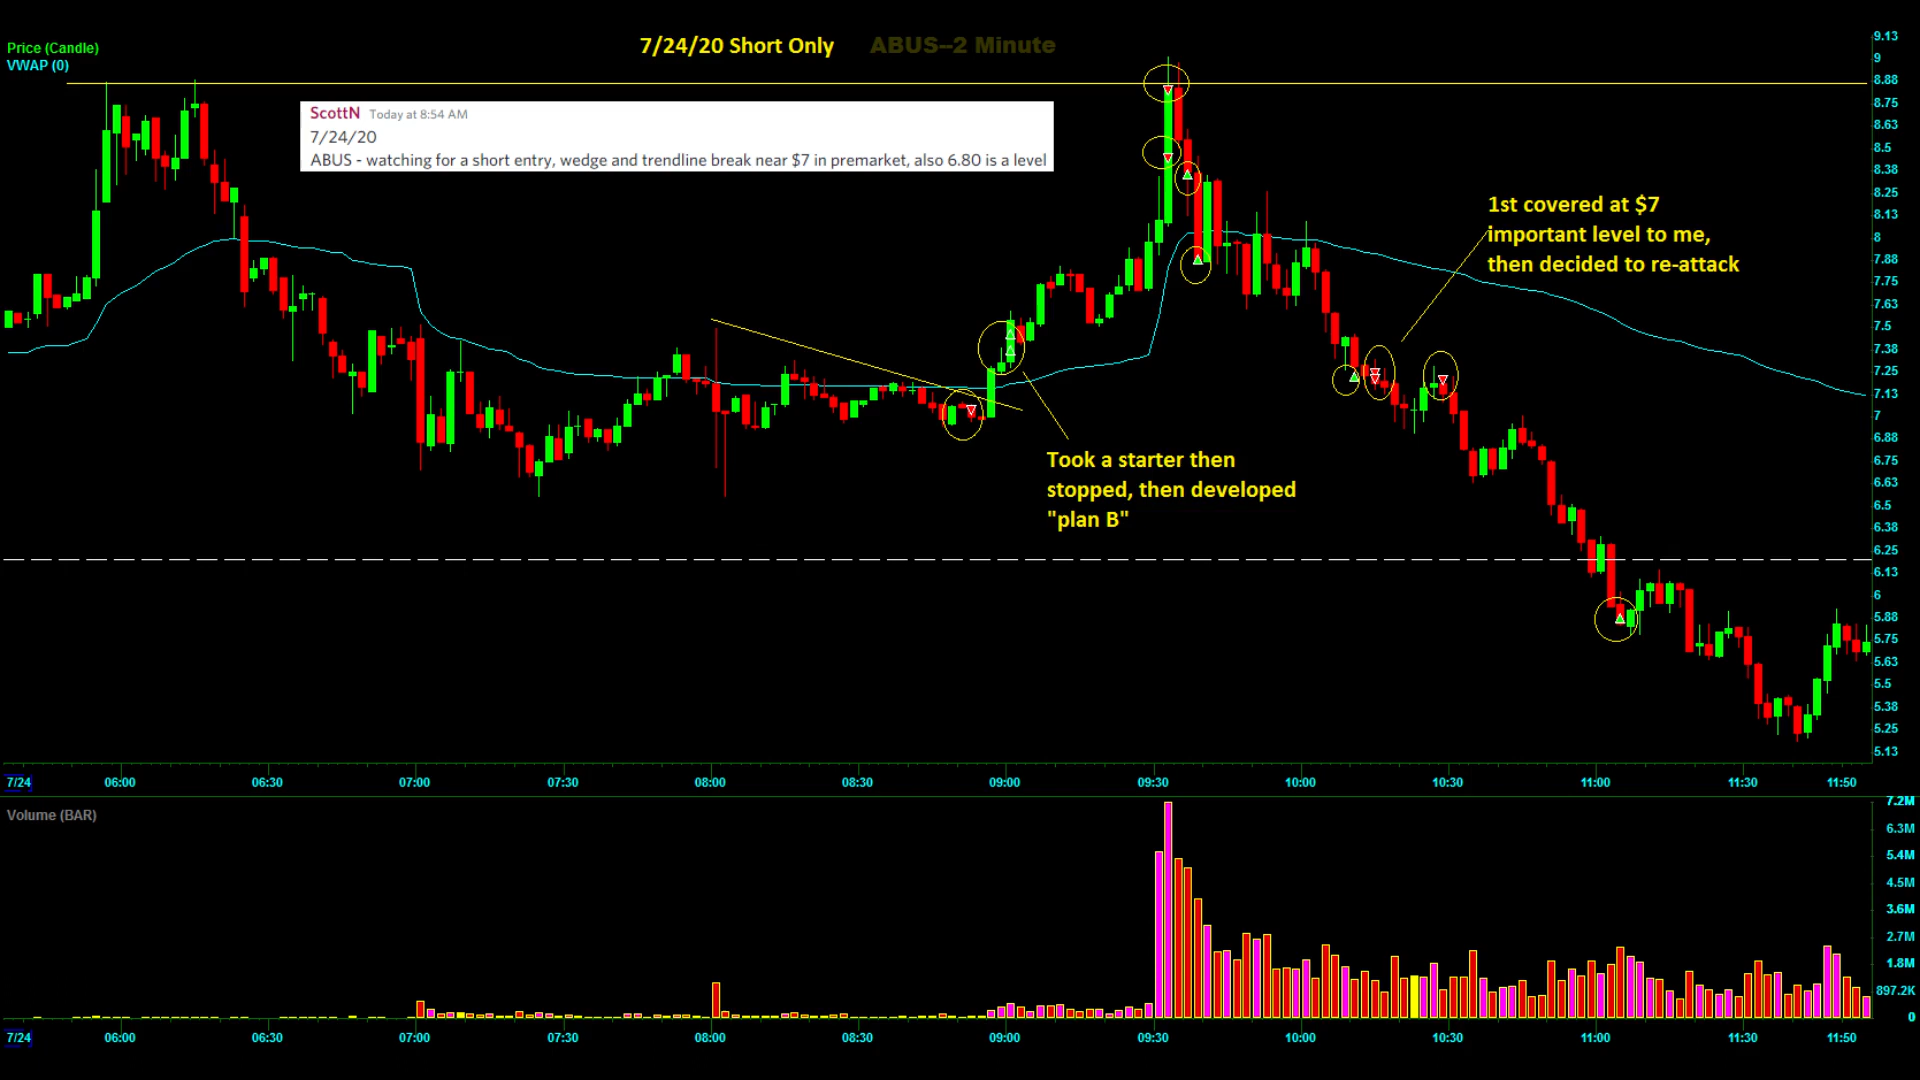 7/24/20 Short Only
ABUS--2 Minute
Price (Candle)
VWAP (0)
ScottN Today at 8:54 AM
7/24/20
ABUS - watching for a short entry, wedge and trendline break near $7 in premarket, also 6.80 is a level
1st covered at $7
important level to me,
then decided to re-attack
Took a starter then
stopped, then developed
"plan B"
9.13
9
8.88
8.75
8.63
8.5
8.38
8.25
8.13
8
7.88
7.75
7.63
7.5
7.38
7.25
7.13
7
6.88
6.75
6.63
6.5
6.38
6.25
6.13
6
5.88
5.75
5.63
5.5
5.38
5.25
5.13
7/24 06:00 06:30 07:00 07:30 08:00 08:30 09:00 09:30 10:00 10:30 11:00 11:30 11:50
Volume (BAR)
7.2M
6.3M
5.4M
4.5M
3.6M
2.7M
1.8M
897.2K
0
7/24 06:00 06:30 07:00 07:30 08:00 08:30 09:00 09:30 10:00 10:30 11:00 11:30 11:50